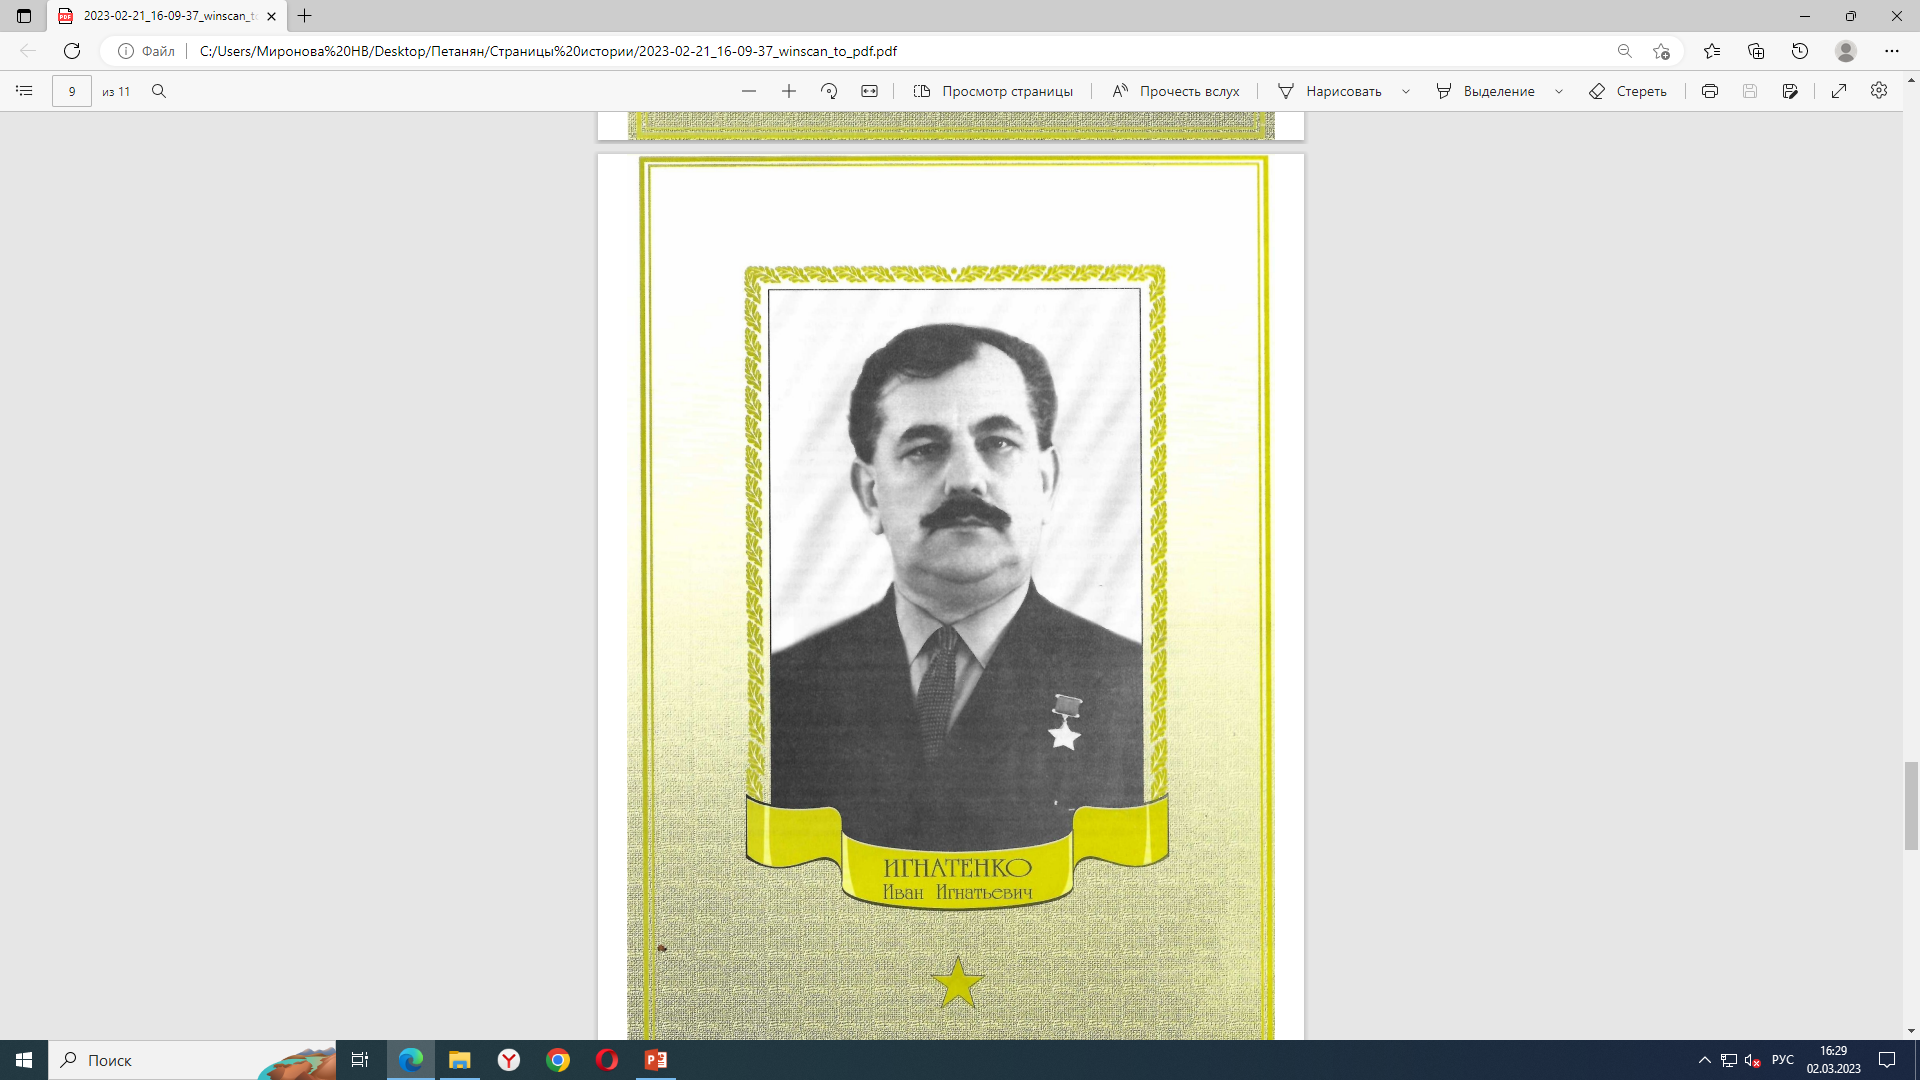 2023-02-21_16-09-37_winscan_to
Файл
C:/Users/Миронова%20НВ/Desktop/Петанян/Страницы%20истории/2023-02-21_16-09-37_winscan_to_pdf.pdf
9 из 11
Просмотр страницы
Прочесть вслух
Нарисовать
Выделение
Стереть
ИГНАТЕНКО
Иван Игнатьевич
Поиск
РУС
16:29
02.03.2023